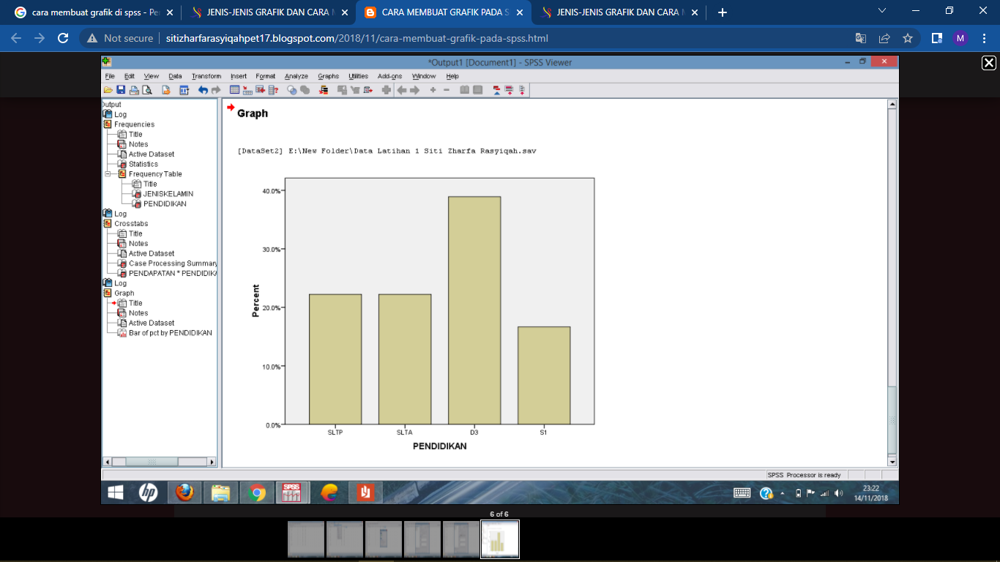 cara membuat grafik di spss - Pe
JENIS-JENIS GRAFIK DAN CARA M
CARA MEMBUAT GRAFIK PADA S
JENIS-JENIS GRAFIK DAN CARA M
Not secure
sitizharfarasyiqahpet17.blogspot.com/2018/11/cara-membuat-grafik-pada-spss.html
M
*Output1 [Document1] - SPSS Viewer
File Edit View Data Transform Insert Format Analyze Graphs Utilities Add-ons Window Help
Output
Log
Frequencies
Title
Notes
Active Dataset
Statistics
Frequency Table
Title
JENISKELAMIN
PENDIDIKAN
Log
Crosstabs
Title
Notes
Active Dataset
Case Processing Summary
PENDAPATAN * PENDIDIKA
Log
Graph
Title
Notes
Active Dataset
Bar of pct by PENDIDIKAN
Graph
[DataSet2] E:\New Folder\Data Latihan 1 Siti Zharfa Rasyiqah.sav
40.0%
30.0%
20.0%
10.0%
0.0%
Percent
SLTP SLTA D3 S1
PENDIDIKAN
SPSS Processor is ready
hp
SPSS
23:22
14/11/2018
6 of 6